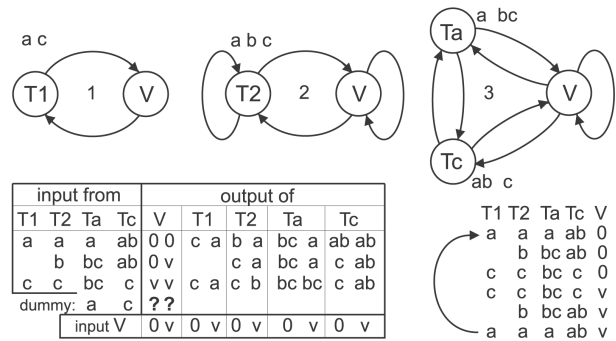 a c
T1 1 V
a b c
T2 2 V
Ta a bc
3 V
Tc ab c
input from output of
T1 T2 Ta Tc V T1 T2 Ta Tc
a a a ab 0 0 c a b a bc a ab ab
b bc ab 0 v c a bc a c ab
c c bc c v v c a c b bc bc c ab
dummy: a c ? ?
input V 0 v 0 v 0 v 0 v 0 v
T1 T2 Ta Tc V
a a a ab 0
b bc ab 0
c c bc c 0
c c bc c v
b bc ab v
a a a ab v